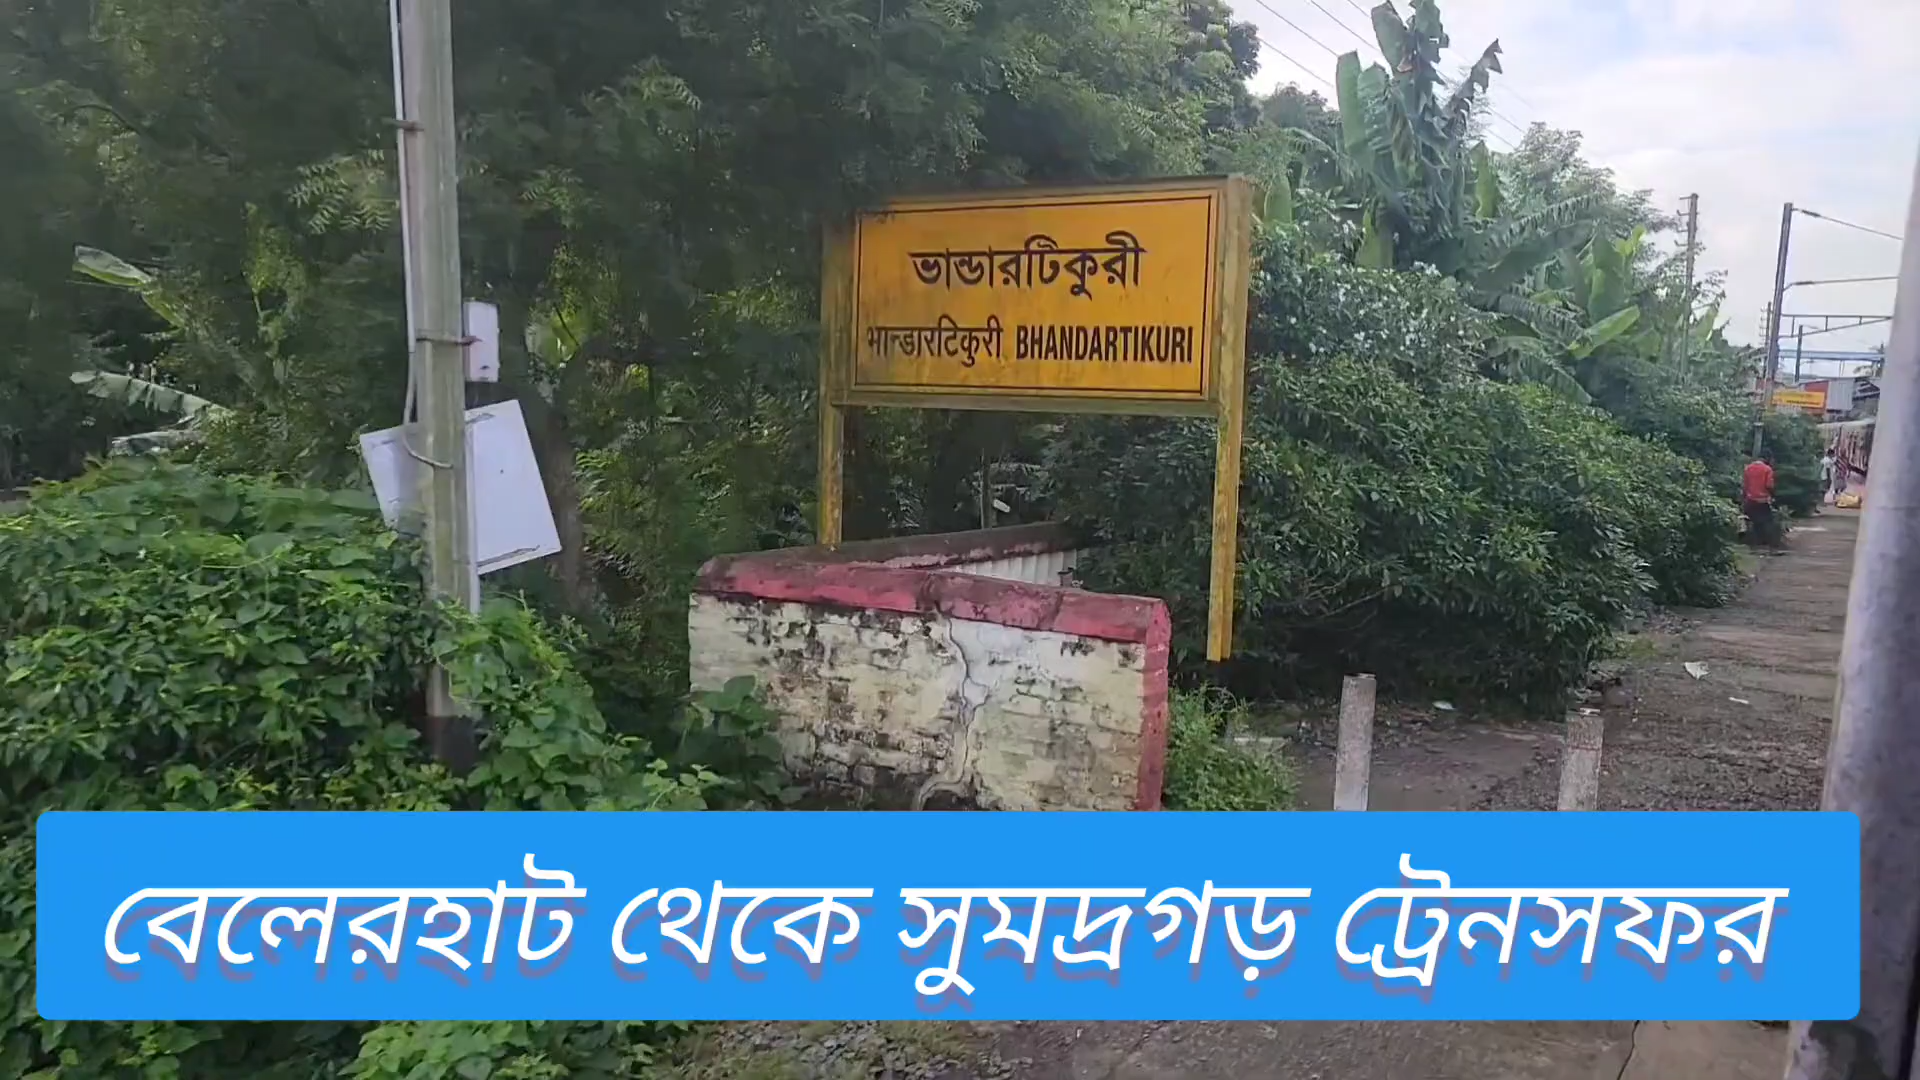 ভান্ডারটিকুরী
भान्डारटिकुरी BHANDARTIKURI
বেলেরহাট থেকে সুমদ্রগড় ট্রেনসফর